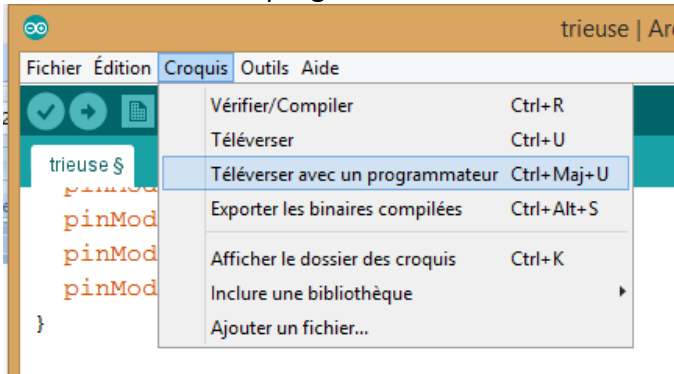 trieuse | Ar
Fichier Édition Croquis Outils Aide
Vérifier/Compiler Ctrl+R
Téléverser Ctrl+U
trieuse §
Téléverser avec un programmateur Ctrl+Maj+U
Exporter les binaires compilées Ctrl+Alt+S
pinMod
Afficher le dossier des croquis Ctrl+K
pinMod
Inclure une bibliothèque
pinMod
Ajouter un fichier...
}